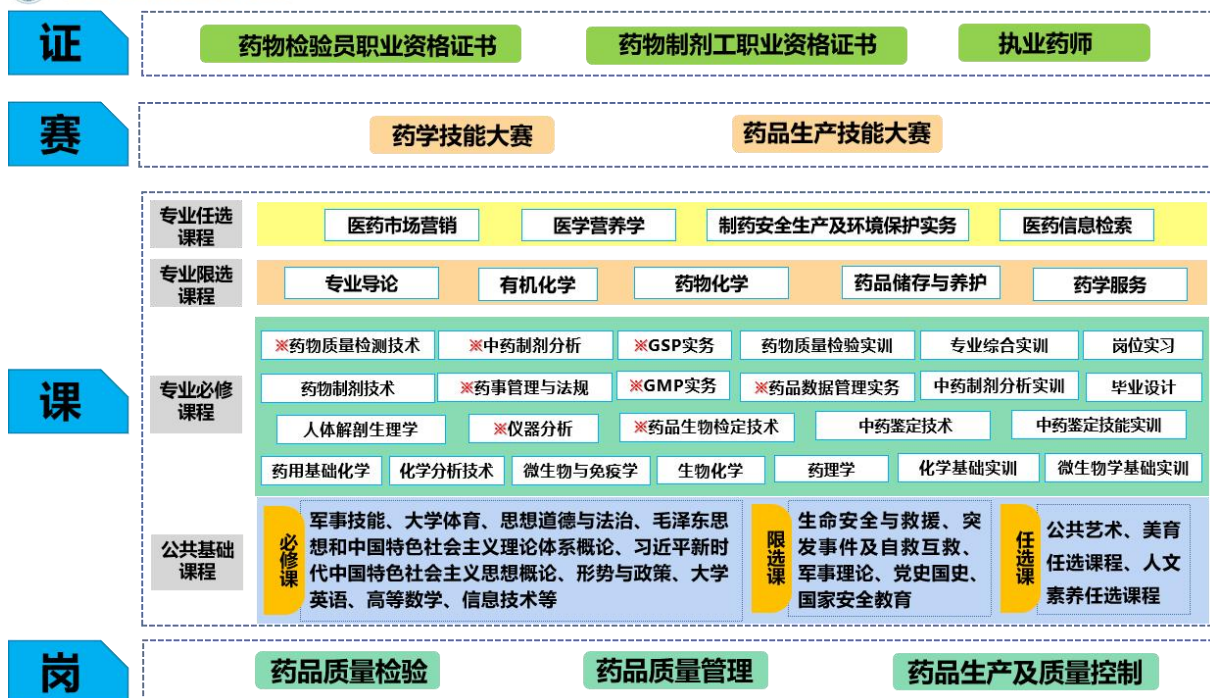 证
药物检验员职业资格证书 药物制剂工职业资格证书 执业药师
赛
药学技能大赛 药品生产技能大赛
课
专业任选
课程
医药市场营销 医学营养学 制药安全生产及环境保护实务 医药信息检索
专业限选
课程
专业导论 有机化学 药物化学 药品储存与养护 药学服务
专业必修
课程
※药物质量检测技术 ※中药制剂分析 ※GSP实务 药物质量检验实训 专业综合实训 岗位实习
药物制剂技术 ※药事管理与法规 ※GMP实务 ※药品数据管理实务 中药制剂分析实训 毕业设计
人体解剖生理学 ※仪器分析 ※药品生物检定技术 中药鉴定技术 中药鉴定技能实训
药用基础化学 化学分析技术 微生物与免疫学 生物化学 药理学 化学基础实训 微生物学基础实训
公共基础
课程
必修课
军事技能、大学体育、思想道德与法治、毛泽东思
想和中国特色社会主义理论体系概论、习近平新时
代中国特色社会主义思想概论、形势与政策、大学
英语、高等数学、信息技术等
限选课
生命安全与救援、突
发事件及自救互救、
军事理论、党史国史、
国家安全教育
任选课
公共艺术、美育
任选课程、人文
素养任选课程
岗
药品质量检验 药品质量管理 药品生产及质量控制